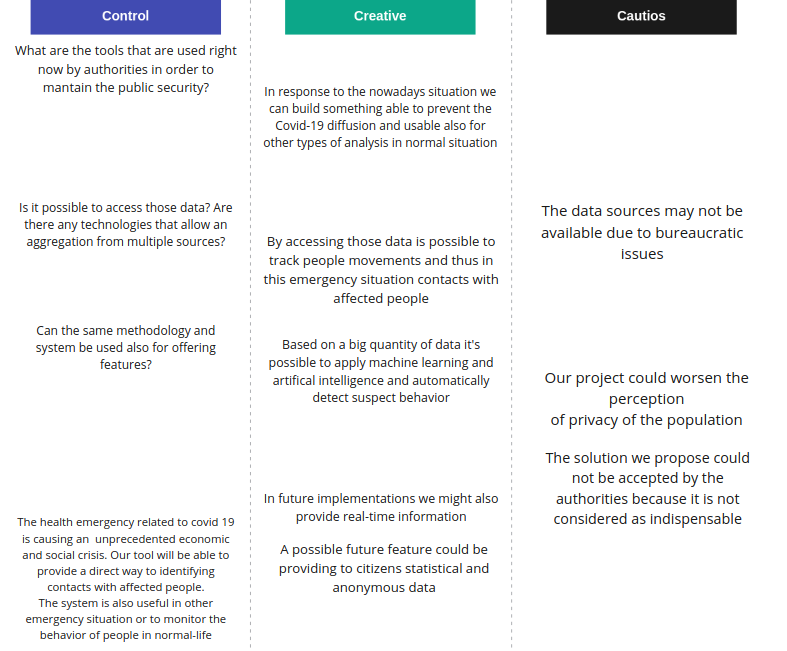 Control
What are the tools that are used right
now by authorities in order to
mantain the public security?
Is it possible to access those data? Are
there any technologies that allow an
aggregation from multiple sources?
Can the same methodology and
system be used also for offering
features?
The health emergency related to covid 19
is causing an  unprecedented economic
and social crisis. Our tool will be able to
provide a direct way to identifying
contacts with affected people.
The system is also useful in other
emergency situation or to monitor the
behavior of people in normal-life
Creative
In response to the nowadays situation we
can build something able to prevent the
Covid-19 diffusion and usable also for
other types of analysis in normal situation
By accessing those data is possible to
track people movements and thus in
this emergency situation contacts with
affected people
Based on a big quantity of data it's
possible to apply machine learning and
artifical intelligence and automatically
detect suspect behavior
In future implementations we might also
provide real-time information
A possible future feature could be
providing to citizens statistical and
anonymous data
Cautios
The data sources may not be
available due to bureaucratic
issues
Our project could worsen the
perception
of privacy of the population
The solution we propose could
not be accepted by the
authorities because it is not
considered as indispensable